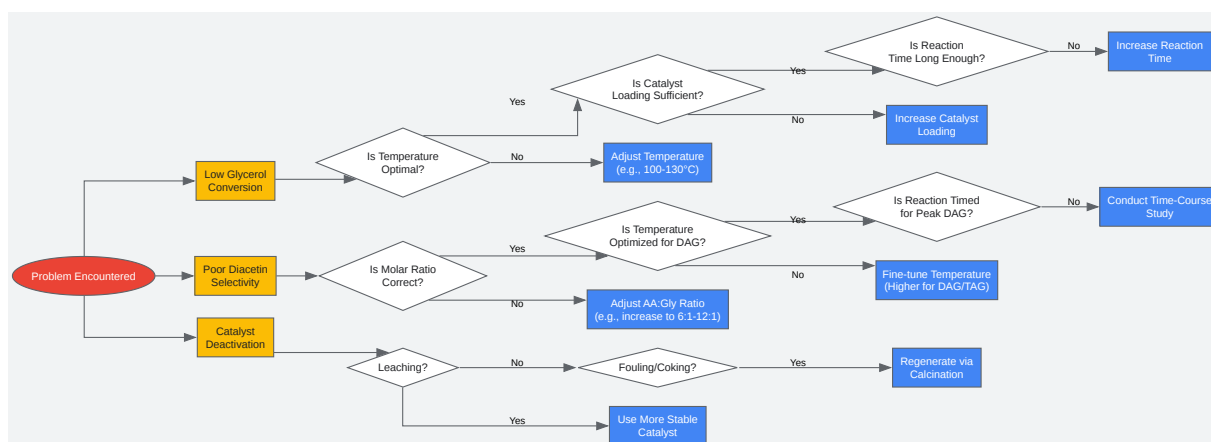 Is Reaction
Time Long Enough?
No
Increase Reaction
Time
Yes
Is Catalyst
Loading Sufficient?
Yes
No
Increase Catalyst
Loading
Is Temperature
Optimal?
No
Adjust Temperature
(e.g., 100-130°C)
Low Glycerol
Conversion
Is Reaction Timed
for Peak DAG?
No
Conduct Time-Course
Study
Yes
Is Temperature
Optimized for DAG?
Yes
No
Fine-tune Temperature
(Higher for DAG/TAG)
Problem Encountered
Poor Diacetin
Selectivity
Is Molar Ratio
Correct?
No
Adjust AA:Gly Ratio
(e.g., increase to 6:1-12:1)
Catalyst
Deactivation
Leaching?
No
Fouling/Coking?
Yes
Regenerate via
Calcination
Yes
Use More Stable
Catalyst